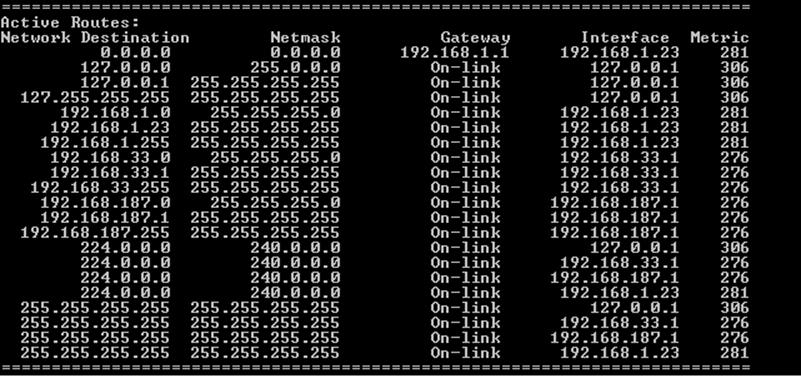 ===========================================================================
Active Routes:
Network Destination        Netmask          Gateway       Interface  Metric
          0.0.0.0          0.0.0.0      192.168.1.1     192.168.1.23    281
        127.0.0.0        255.0.0.0         On-link         127.0.0.1    306
        127.0.0.1  255.255.255.255         On-link         127.0.0.1    306
  127.255.255.255  255.255.255.255         On-link         127.0.0.1    306
      192.168.1.0    255.255.255.0         On-link      192.168.1.23    281
     192.168.1.23  255.255.255.255         On-link      192.168.1.23    281
    192.168.1.255  255.255.255.255         On-link      192.168.1.23    281
     192.168.33.0    255.255.255.0         On-link      192.168.33.1    276
     192.168.33.1  255.255.255.255         On-link      192.168.33.1    276
   192.168.33.255  255.255.255.255         On-link      192.168.33.1    276
    192.168.187.0    255.255.255.0         On-link     192.168.187.1    276
    192.168.187.1  255.255.255.255         On-link     192.168.187.1    276
  192.168.187.255  255.255.255.255         On-link     192.168.187.1    276
        224.0.0.0        240.0.0.0         On-link         127.0.0.1    306
        224.0.0.0        240.0.0.0         On-link      192.168.33.1    276
        224.0.0.0        240.0.0.0         On-link     192.168.187.1    276
        224.0.0.0        240.0.0.0         On-link      192.168.1.23    281
  255.255.255.255  255.255.255.255         On-link         127.0.0.1    306
  255.255.255.255  255.255.255.255         On-link      192.168.33.1    276
  255.255.255.255  255.255.255.255         On-link     192.168.187.1    276
  255.255.255.255  255.255.255.255         On-link      192.168.1.23    281
===========================================================================